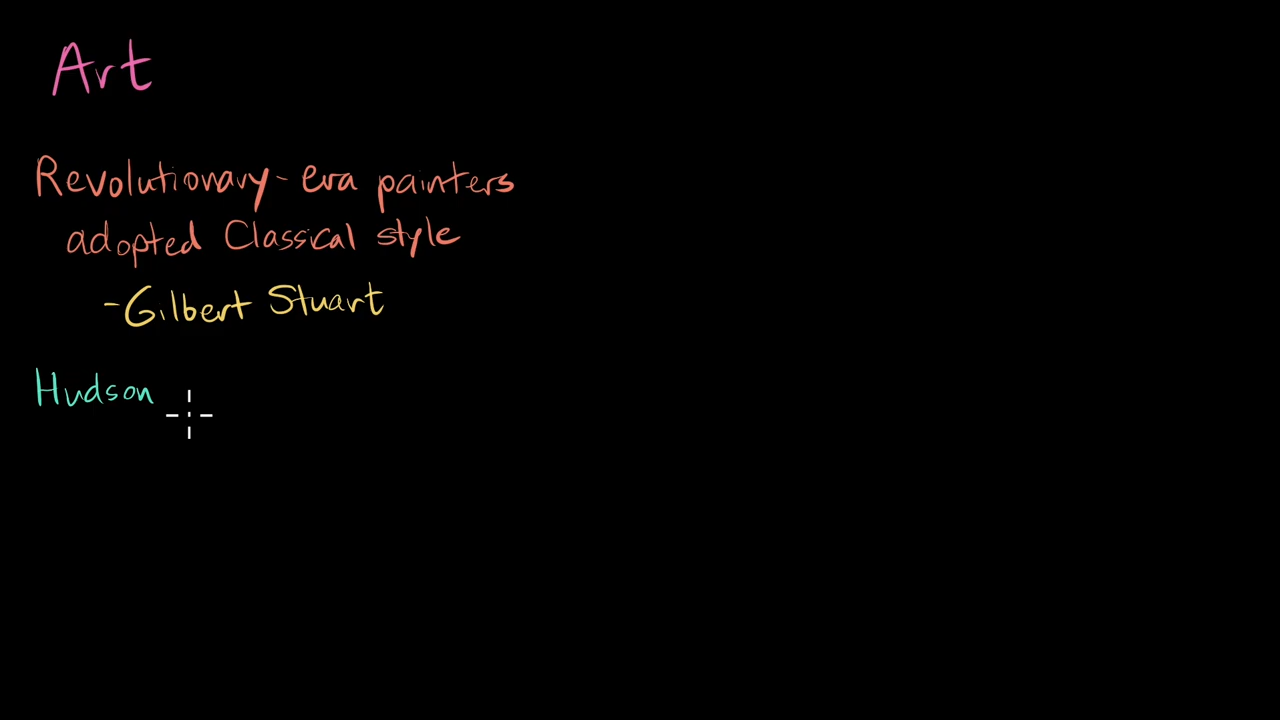 Art
Revolutionary-era painters
adopted Classical style
-Gilbert Stuart
Hudson